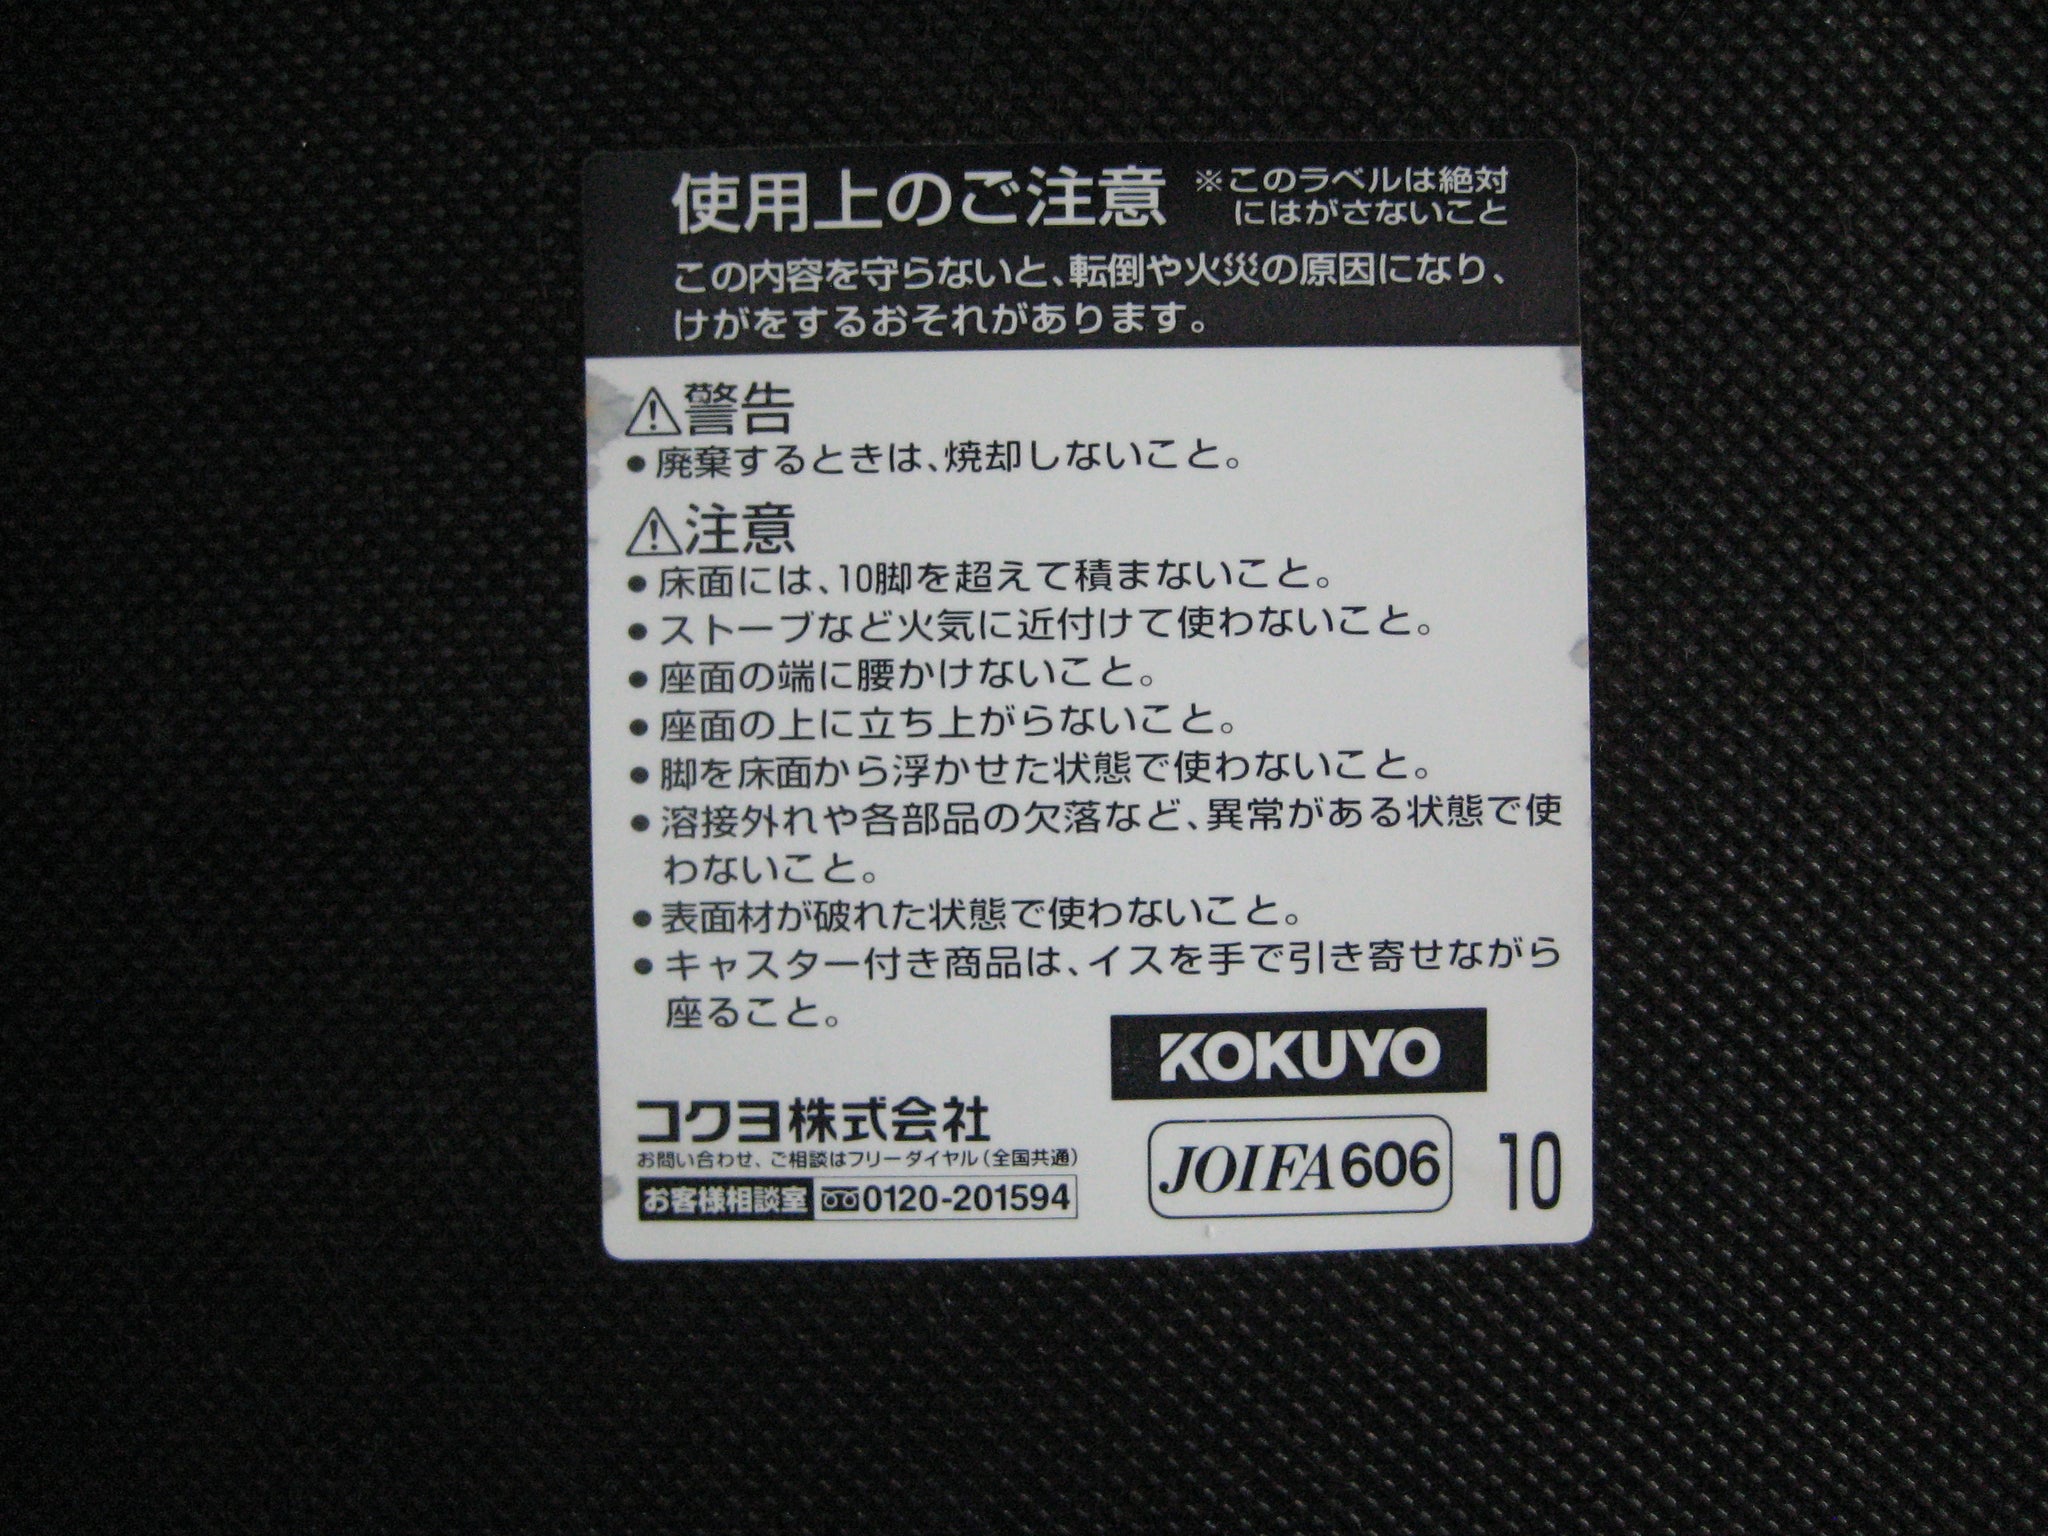 使用上のご注意 ※このラベルは絶対
にはがさないこと
この内容を守らないと、転倒や火災の原因になり、
けがをするおそれがあります。
⚠警告
●廃棄するときは、焼却しないこと。
⚠注意
●床面には、10脚を超えて積まないこと。
●ストーブなど火気に近付けて使わないこと。
●座面の端に腰かけないこと。
●座面の上に立ち上がらないこと。
●脚を床面から浮かせた状態で使わないこと。
●溶接外れや各部品の欠落など、異常がある状態で使
わないこと。
●表面材が破れた状態で使わないこと。
●キャスター付き商品は、イスを手で引き寄せながら
座ること。
KOKUYO
コクヨ株式会社
お問い合わせ、ご相談はフリーダイヤル(全国共通)
お客様相談室 0120-201594
JOIFA606
10